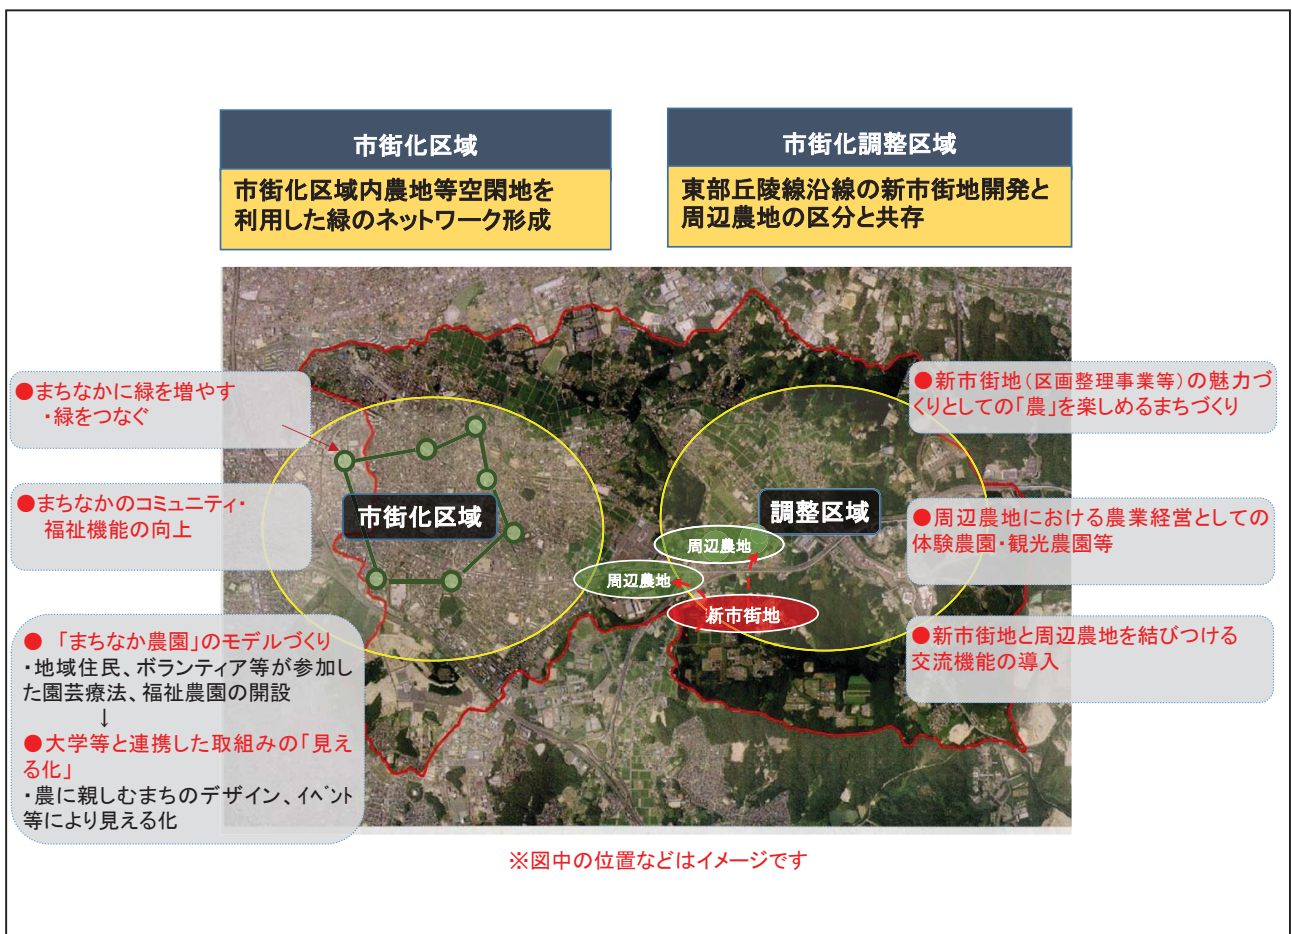 市街化区域
市街化区域内農地等空閑地を
利用した緑のネットワーク形成
市街化調整区域
東部丘陵線沿線の新市街地開発と
周辺農地の区分と共存
●まちなかに緑を増やす
・緑をつなぐ
●まちなかのコミュニティ・
福祉機能の向上
● 「まちなか農園」のモデルづくり
・地域住民、ボランティア等が参加し
た園芸療法、福祉農園の開設
↓
●大学等と連携した取組みの「見え
る化」
・農に親しむまちのデザイン、ｲﾍﾞﾝﾄ
等により見える化
市街化区域
調整区域
周辺農地
周辺農地
新市街地
●新市街地（区画整理事業等）の魅力づ
くりとしての「農」を楽しめるまちづくり
●周辺農地における農業経営としての
体験農園・観光農園等
●新市街地と周辺農地を結びつける
交流機能の導入
※図中の位置などはイメージです